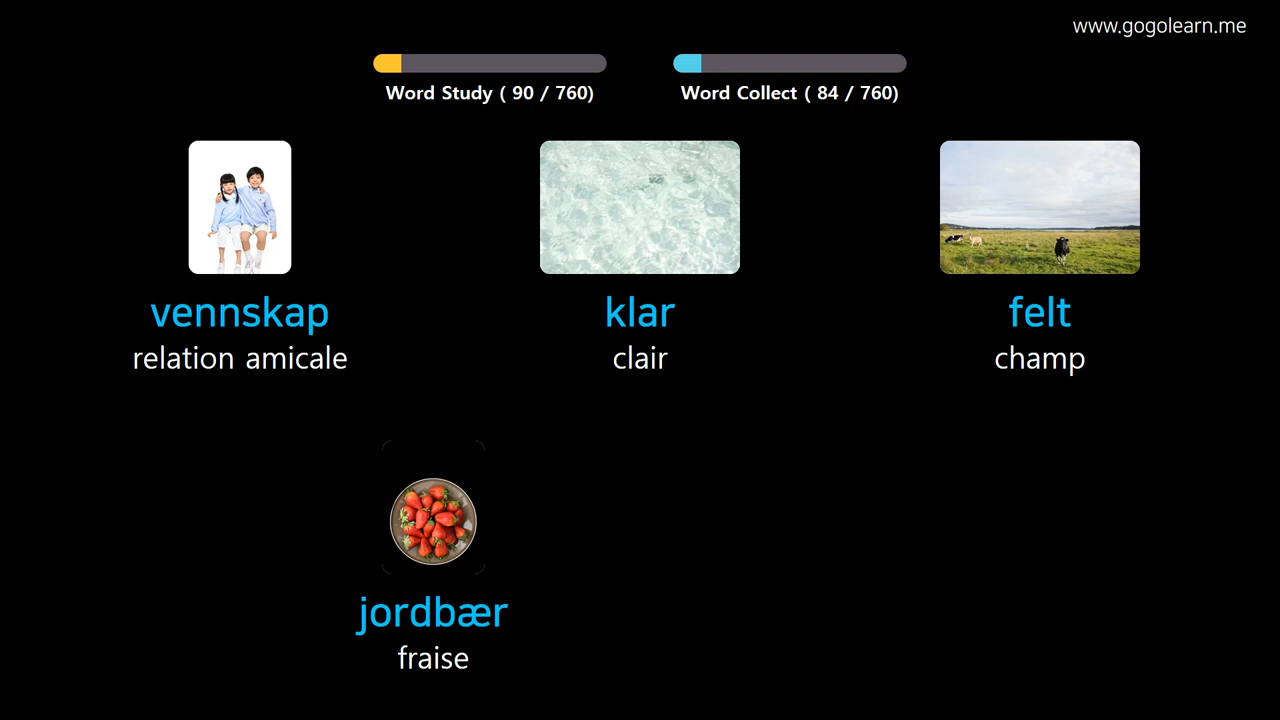 www.gogolearn.me
Word Study ( 90 / 760)
Word Collect ( 84 / 760)
vennskap
relation amicale
klar
clair
felt
champ
jordbær
fraise